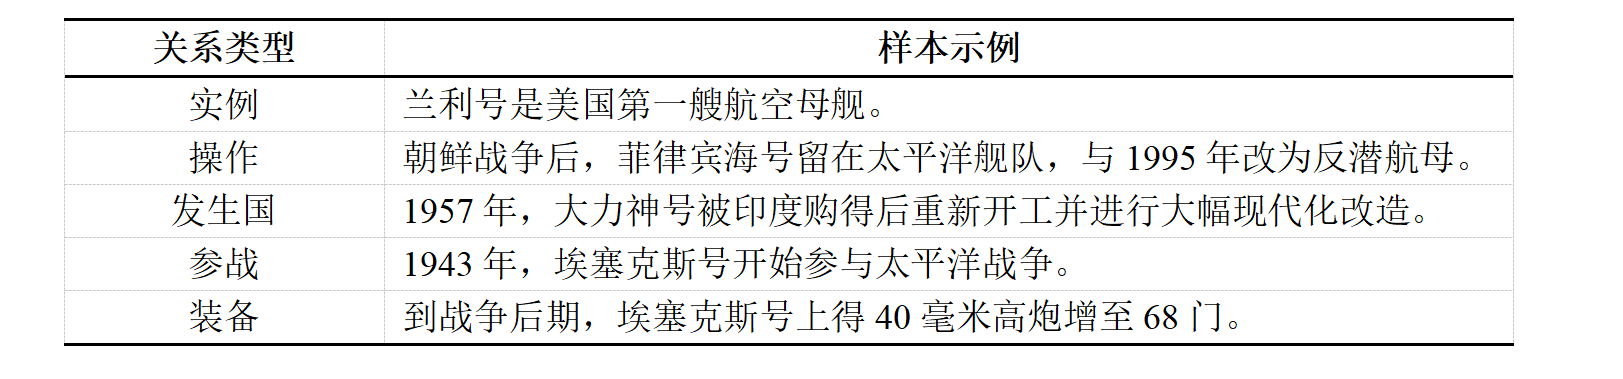 关系类型 样本示例
实例 兰利号是美国第一艘航空母舰。
操作 朝鲜战争后，菲律宾海号留在太平洋舰队，与 1995 年改为反潜航母。
发生国 1957 年，大力神号被印度购得后重新开工并进行大幅现代化改造。
参战 1943 年，埃塞克斯号开始参与太平洋战争。
装备 到战争后期，埃塞克斯号上得 40 毫米高炮增至 68 门。